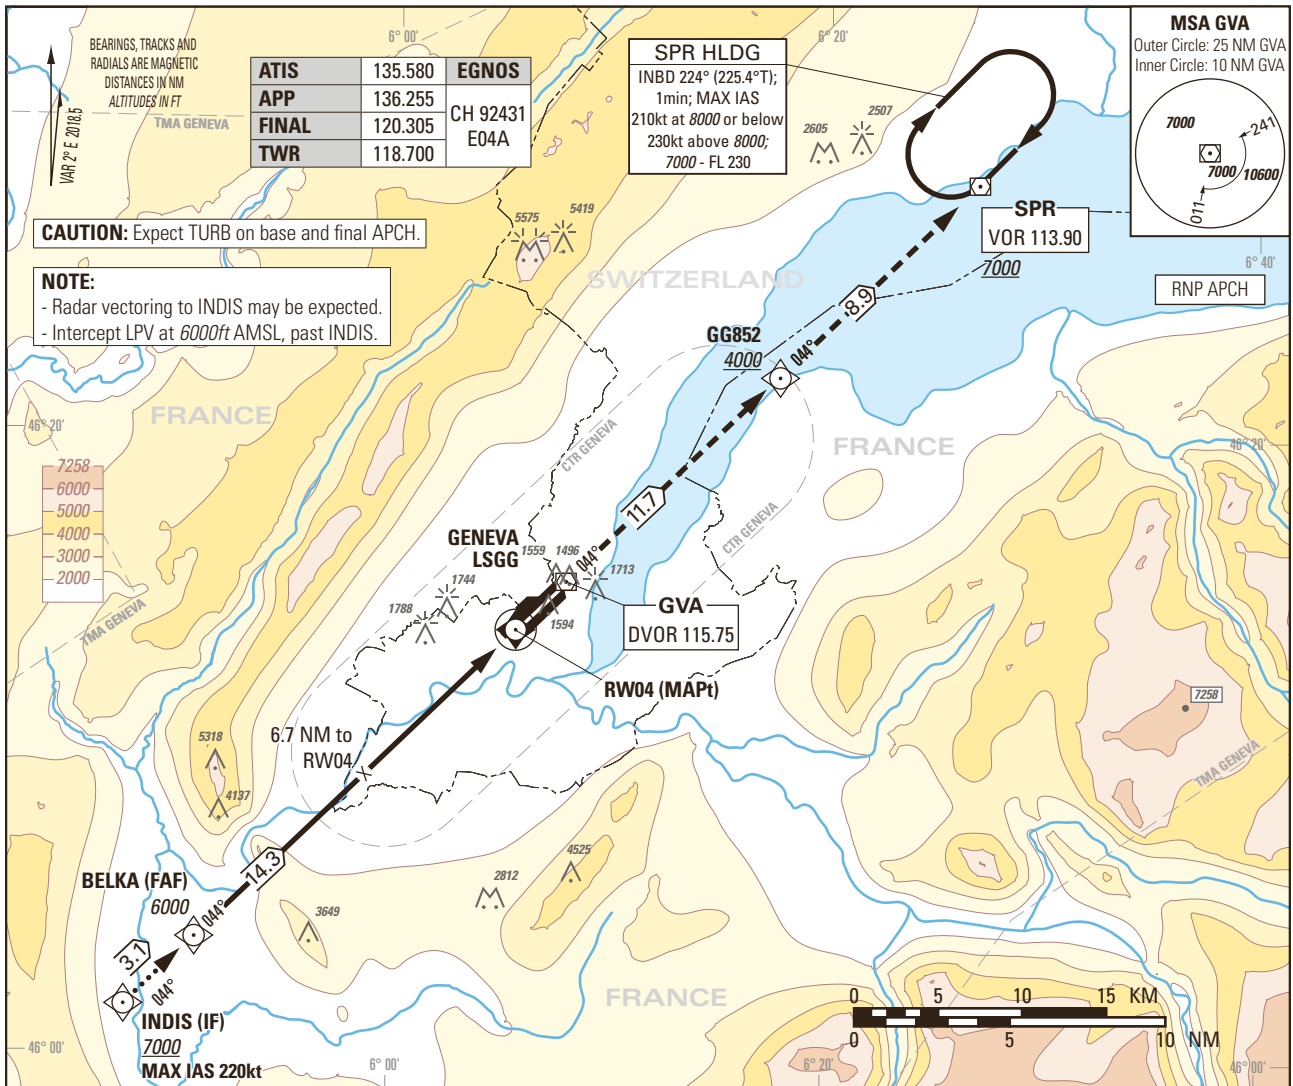 BEARINGS, TRACKS AND
RADIALS ARE MAGNETIC
DISTANCES IN NM
ALTITUDES IN FT
VAR 2° E 2018.5
TMA GENEVA
6° 00'
ATIS 135.580 EGNOS
APP 136.255
FINAL 120.305
TWR 118.700
CH 92431
E04A
SPR HLDG
INBD 224° (225.4°T);
1min; MAX IAS
210kt at 8000 or below
230kt above 8000;
7000 - FL 230
6° 20'
2605
2507
MSA GVA
Outer Circle: 25 NM GVA
Inner Circle: 10 NM GVA
7000
241
7000
10600
011
CAUTION: Expect TURB on base and final APCH.
5575
5419
SPR
VOR 113.90
7000
6° 40'
RNP APCH
NOTE:
- Radar vectoring to INDIS may be expected.
- Intercept LPV at 6000ft AMSL, past INDIS.
SWITZERLAND
8.9
GG852
4000
044°
FRANCE
46° 20'
CTR GENEVA
FRANCE
46° 20'
7258
6000
5000
4000
3000
2000
11.7
CTR GENEVA
GENEVA
LSGG
1559
1496
044°
1713
1744
1788
1594
GVA
DVOR 115.75
TMA GENEVA
RW04 (MAPt)
7258
6.7 NM to
RW04
5318
4137
TMA GENEVA
14.3
4525
2812
BELKA (FAF)
6000
044°
3649
3.1
044°
INDIS (IF)
7000
MAX IAS 220kt
FRANCE
0 5 10 15 KM
0 5 10 NM
46° 00'
6° 00'
6° 20'
46° 00'